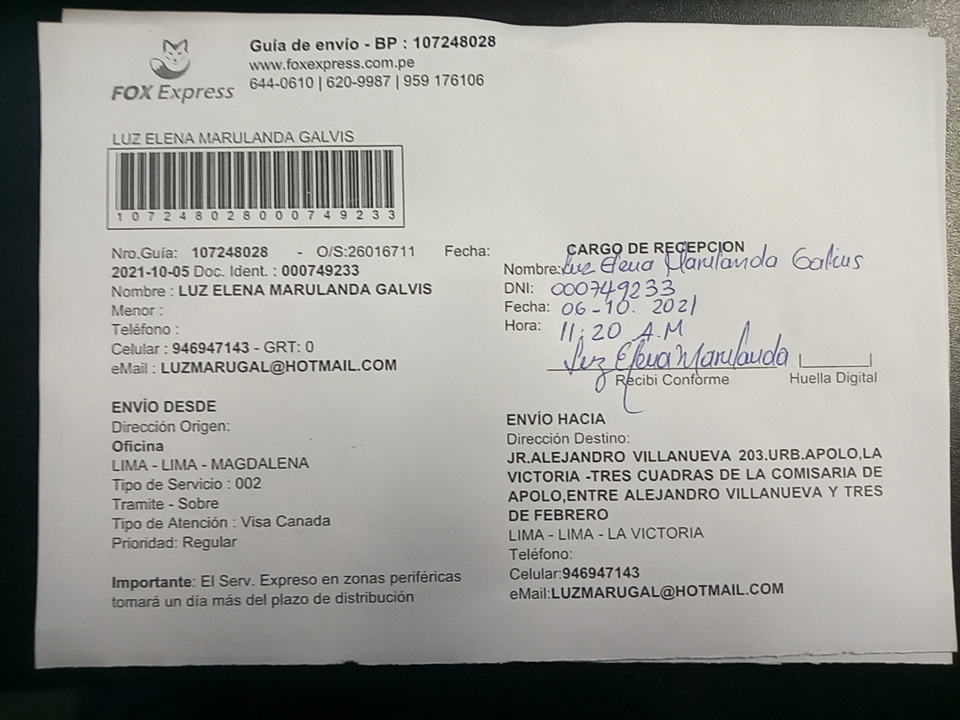 FOX Express
Guía de envío - BP : 107248028
www.foxexpress.com.pe
644-0610 | 620-9987 | 959 176106
LUZ ELENA MARULANDA GALVIS
107248028000749233
Nro.Guía: 107248028 - O/S:26016711 Fecha:
2021-10-05 Doc. Ident. : 000749233
Nombre : LUZ ELENA MARULANDA GALVIS
Menor :
Teléfono :
Celular : 946947143 - GRT: 0
eMail : LUZMARUGAL@HOTMAIL.COM
ENVÍO DESDE
Dirección Origen:
Oficina
LIMA - LIMA - MAGDALENA
Tipo de Servicio : 002
Tramite - Sobre
Tipo de Atención : Visa Canada
Prioridad: Regular
Importante: El Serv. Expreso en zonas periféricas
tomará un día más del plazo de distribución
CARGO DE RECEPCION
Nombre: Luz Elena Marulanda Galvis
DNI: 000749233
Fecha: 06-10. 2021
Hora: 11:20 A.M
Luz Elena Marulanda
Recibi Conforme Huella Digital
ENVÍO HACIA
Dirección Destino:
JR.ALEJANDRO VILLANUEVA 203.URB.APOLO,LA
VICTORIA -TRES CUADRAS DE LA COMISARIA DE
APOLO,ENTRE ALEJANDRO VILLANUEVA Y TRES
DE FEBRERO
LIMA - LIMA - LA VICTORIA
Teléfono:
Celular:946947143
eMail:LUZMARUGAL@HOTMAIL.COM